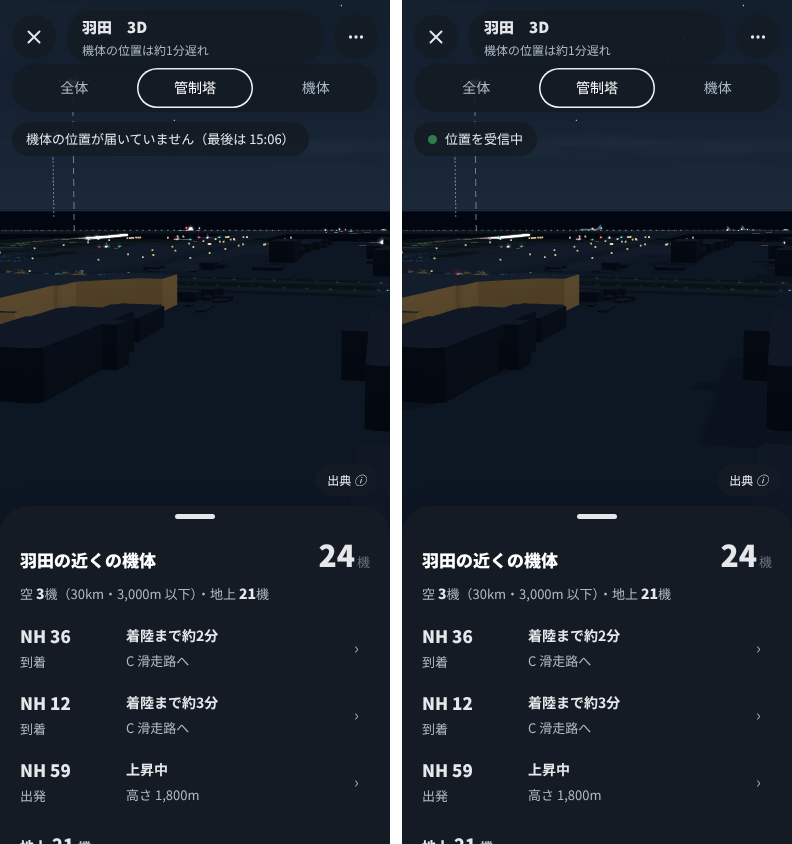 羽田　3D
機体の位置は約1分遅れ
全体
管制塔
機体
機体の位置が届いていません（最後は 15:06）
出典 ⓘ
羽田の近くの機体
24機
空 3機（30km・3,000m 以下）・地上 21機
NH 36
着陸まで約2分
到着
C 滑走路へ
NH 12
着陸まで約3分
到着
C 滑走路へ
NH 59
上昇中
出発
高さ 1,800m
地上 21 機
羽田　3D
機体の位置は約1分遅れ
全体
管制塔
機体
位置を受信中
出典 ⓘ
羽田の近くの機体
24機
空 3機（30km・3,000m 以下）・地上 21機
NH 36
着陸まで約2分
到着
C 滑走路へ
NH 12
着陸まで約3分
到着
C 滑走路へ
NH 59
上昇中
出発
高さ 1,800m
地上 21 機